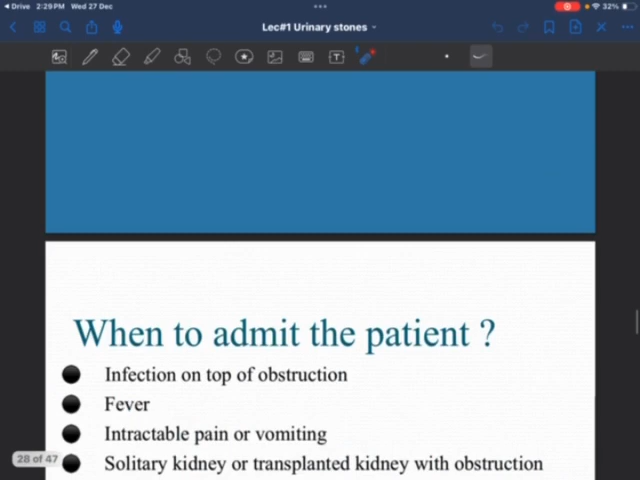 Drive 2:29 PM Wed 27 Dec
32%
Lec#1 Urinary stones
When to admit the patient ?
Infection on top of obstruction
Fever
Intractable pain or vomiting
28 of 47
Solitary kidney or transplanted kidney with obstruction